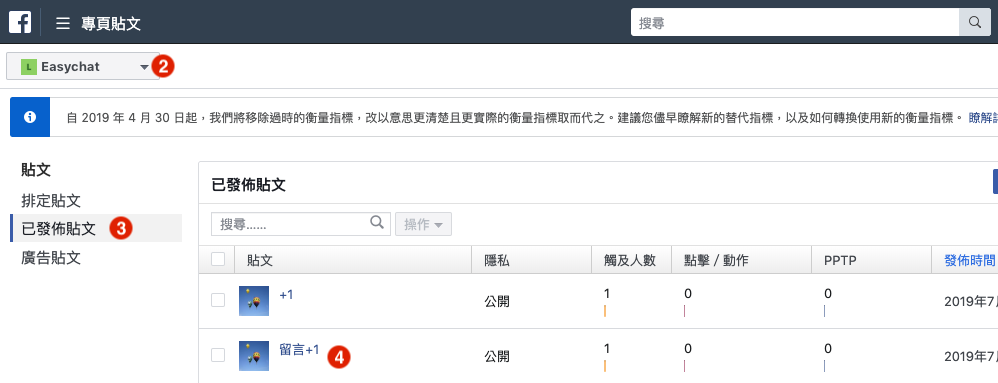 f 專頁貼文 搜尋
L Easychat 2
i 自 2019 年 4 月 30 日起，我們將移除過時的衡量指標，改以意思更清楚且更實際的衡量指標取而代之。建議您儘早瞭解新的替代指標，以及如何轉換使用新的衡量指標。 瞭解
貼文
排定貼文
已發佈貼文 3
廣告貼文
已發佈貼文
搜尋...... 操作
貼文 隱私 觸及人數 點擊 / 動作 PPTP 發佈時間
+1 公開 1 0 0 2019年7
留言+1 4 公開 1 0 0 2019年7